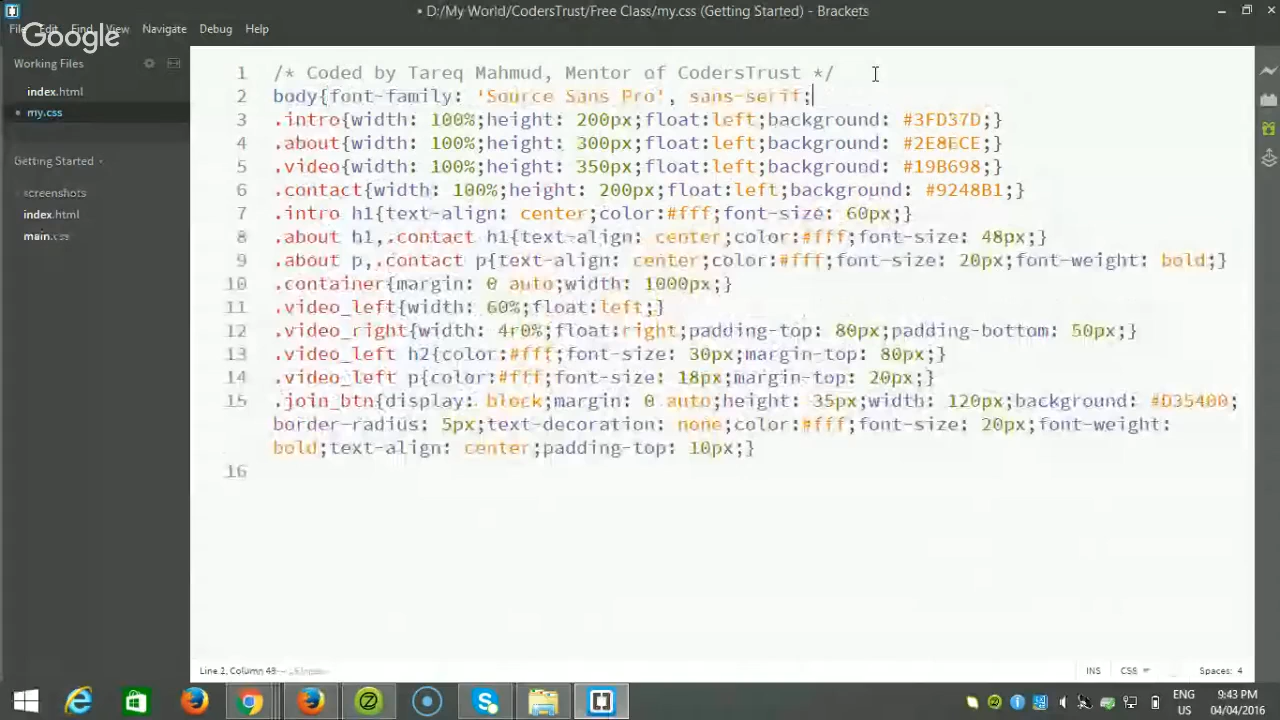 • D:/My World/CodersTrust/Free Class/my.css (Getting Started) - Brackets
File Edit Find View Navigate Debug Help
Google
Working Files
index.html
• my.css
Getting Started
screenshots
index.html
main.css
1 /* Coded by Tareq Mahmud, Mentor of CodersTrust */
2 body{font-family: 'Source Sans Pro', sans-serif;
3 .intro{width: 100%;height: 200px;float:left;background: #3FD37D;}
4 .about{width: 100%;height: 300px;float:left;background: #2E8ECE;}
5 .video{width: 100%;height: 350px;float:left;background: #19B698;}
6 .contact{width: 100%;height: 200px;float:left;background: #9248B1;}
7 .intro h1{text-align: center;color:#fff;font-size: 60px;}
8 .about h1,.contact h1{text-align: center;color:#fff;font-size: 48px;}
9 .about p,.contact p{text-align: center;color:#fff;font-size: 20px;font-weight: bold;}
10 .container{margin: 0 auto;width: 1000px;}
11 .video_left{width: 60%;float:left;}
12 .video_right{width: 4r0%;float:right;padding-top: 80px;padding-bottom: 50px;}
13 .video_left h2{color:#fff;font-size: 30px;margin-top: 80px;}
14 .video_left p{color:#fff;font-size: 18px;margin-top: 20px;}
15 .join_btn{display: block;margin: 0 auto;height: 35px;width: 120px;background: #D35400;
border-radius: 5px;text-decoration: none;color:#fff;font-size: 20px;font-weight:
bold;text-align: center;padding-top: 10px;}
16
Line 2, Column 49
INS CSS Spaces: 4
ENG 9:43 PM
US 04/04/2016